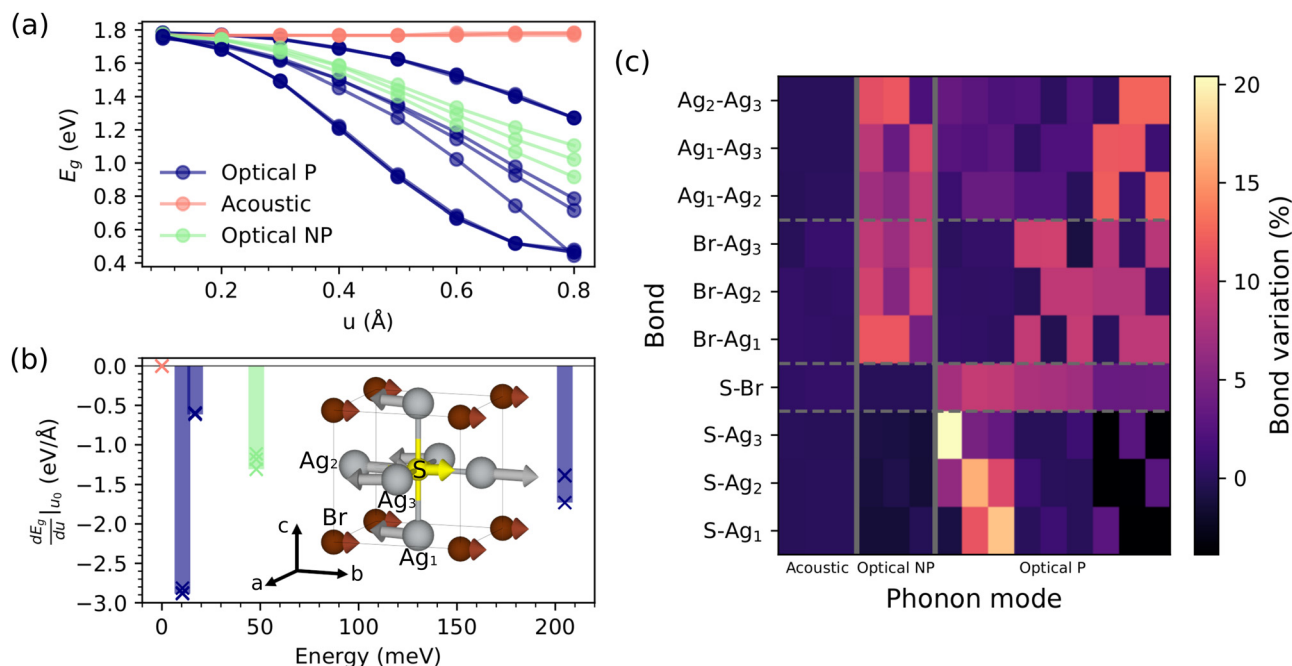 (a)
1.8
1.6
1.4
1.2
1.0
0.8
0.6
0.4
E_g (eV)
Optical P
Acoustic
Optical NP
0.2 0.4 0.6 0.8
u (Å)
(b)
0.0
−0.5
−1.0
−1.5
−2.0
−2.5
−3.0
dE_g/du|u₀ (eV/Å)
Ag₂
S
Ag₃
Br
Ag₁
c
a
b
0 50 100 150 200
Energy (meV)
(c)
Bond
Ag₂-Ag₃
Ag₁-Ag₃
Ag₁-Ag₂
Br-Ag₃
Br-Ag₂
Br-Ag₁
S-Br
S-Ag₃
S-Ag₂
S-Ag₁
Acoustic Optical NP Optical P
Phonon mode
20
15
10
5
0
Bond variation (%)